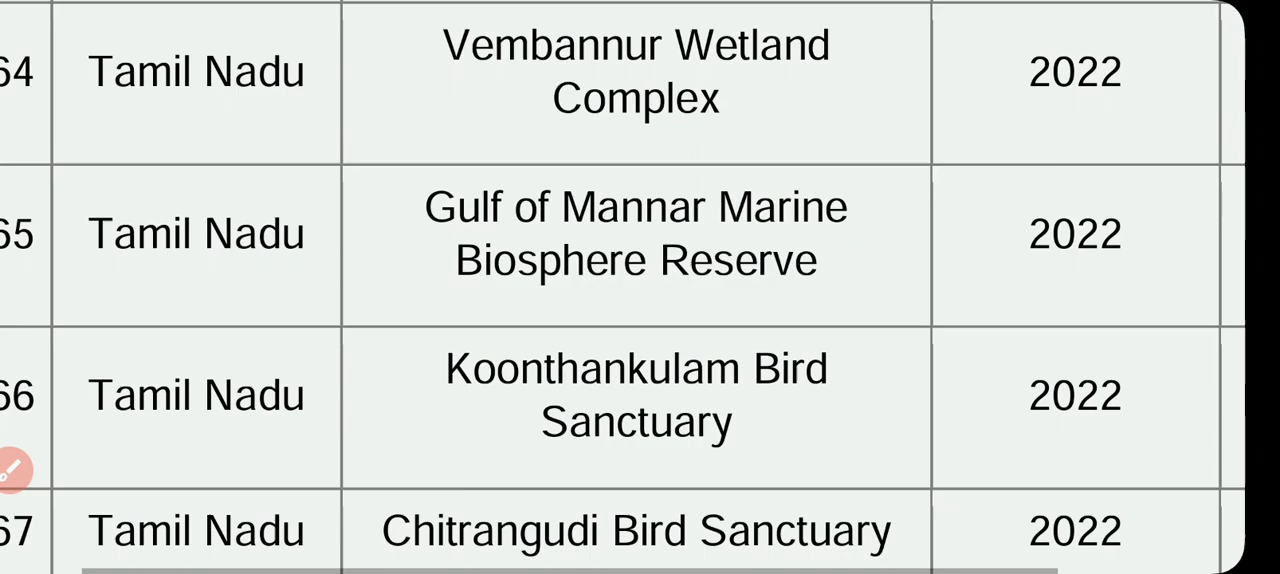 64 Tamil Nadu Vembannur Wetland Complex 2022
65 Tamil Nadu Gulf of Mannar Marine Biosphere Reserve 2022
66 Tamil Nadu Koonthankulam Bird Sanctuary 2022
67 Tamil Nadu Chitrangudi Bird Sanctuary 2022